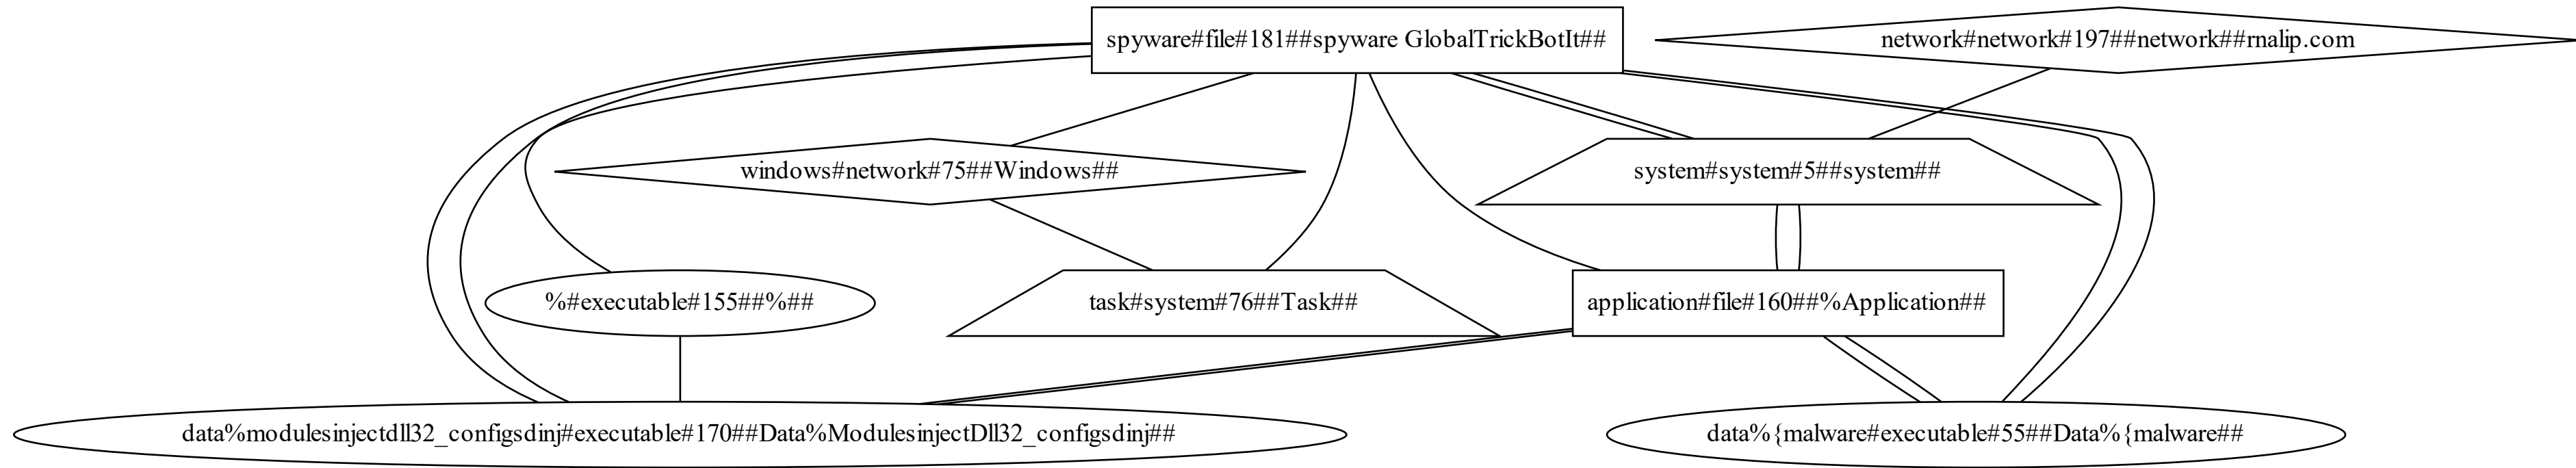 spyware#file#181##spyware GlobalTrickBotIt##
network#network#197##network##rnalip.com
windows#network#75##Windows##
system#system#5##system##
%#executable#155##%##
task#system#76##Task##
application#file#160##%Application##
data%modulesinjectdll32_configsdinj#executable#170##Data%ModulesinjectDll32_configsdinj##
data%{malware#executable#55##Data%{malware##